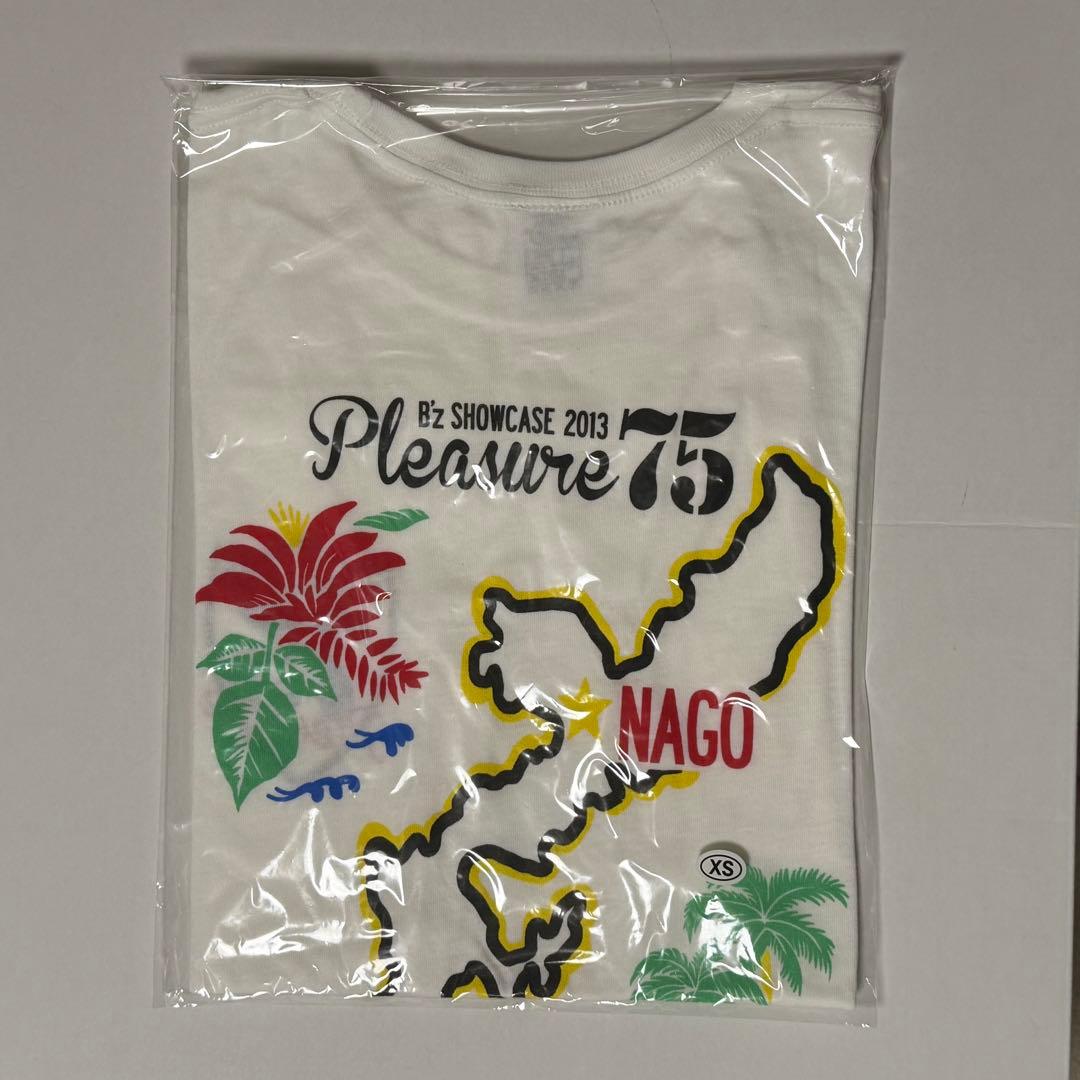 B'z SHOWCASE 2013
Pleasure 75
NAGO
XS